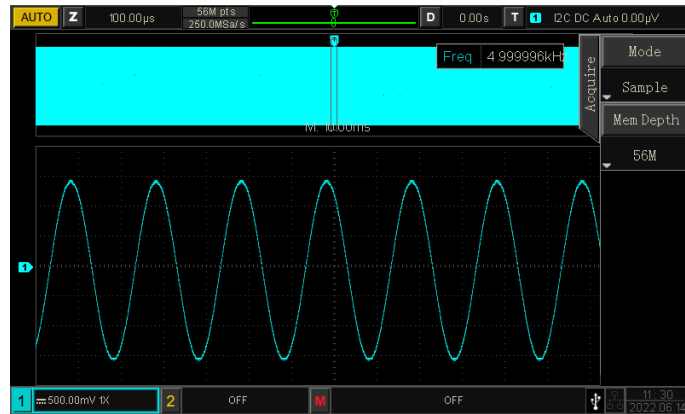 AUTO Z 100.00μs 56M pts D 0.00s T 1 I2C DC Auto 0.00μV
250.0MSa/s
Freq 4.999996kHz
Acquire
Mode
Sample
Mem Depth
56M
M: 10.00ms
1
1 500.00mV 1X 2 OFF M OFF 11:30
2022.06.14